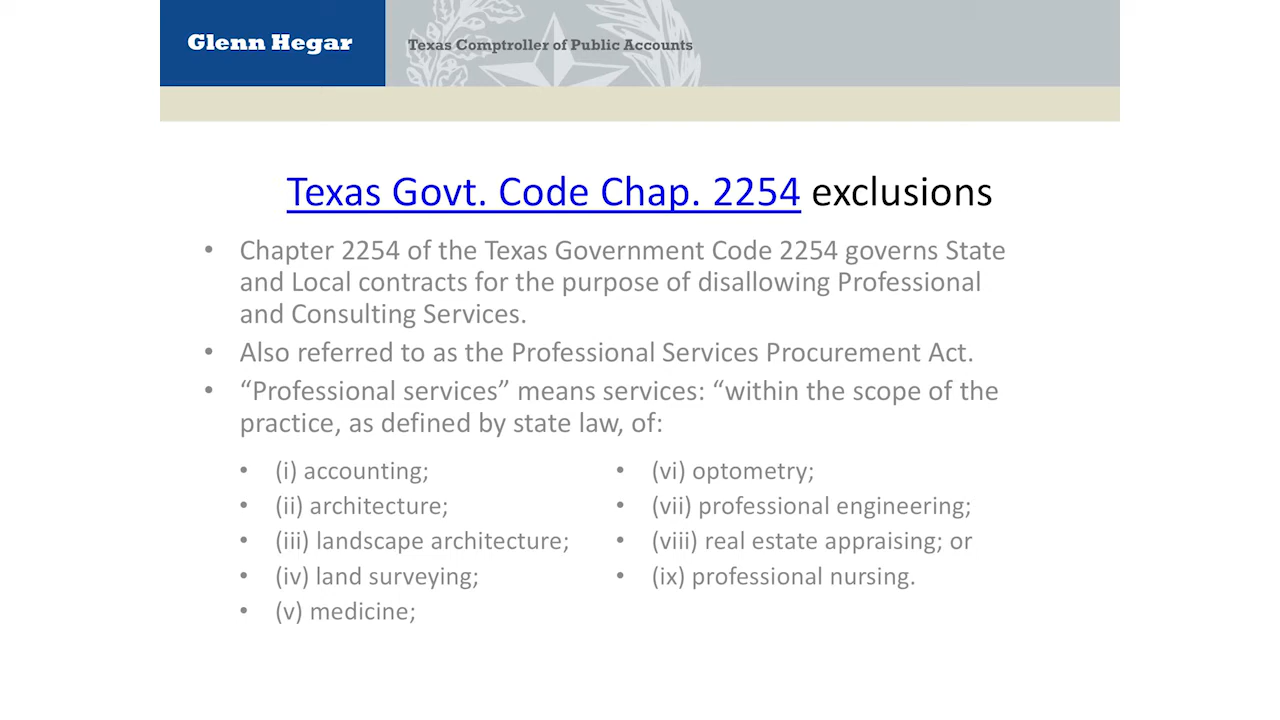 Glenn Hegar
Texas Comptroller of Public Accounts
Texas Govt. Code Chap. 2254 exclusions
• Chapter 2254 of the Texas Government Code 2254 governs State
and Local contracts for the purpose of disallowing Professional
and Consulting Services.
• Also referred to as the Professional Services Procurement Act.
• “Professional services” means services: “within the scope of the
practice, as defined by state law, of:
• (i) accounting;
• (ii) architecture;
• (iii) landscape architecture;
• (iv) land surveying;
• (v) medicine;
• (vi) optometry;
• (vii) professional engineering;
• (viii) real estate appraising; or
• (ix) professional nursing.